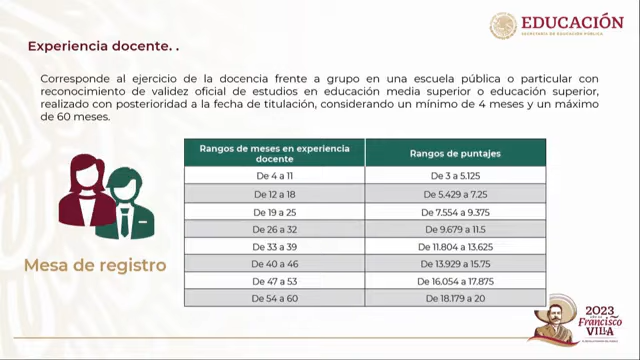 EDUCACIÓN
SECRETARÍA DE EDUCACIÓN PÚBLICA
Experiencia docente. .
Corresponde al ejercicio de la docencia frente a grupo en una escuela pública o particular con
reconocimiento de validez oficial de estudios en educación media superior o educación superior,
realizado con posterioridad a la fecha de titulación, considerando un mínimo de 4 meses y un máximo
de 60 meses.
Rangos de meses en experiencia
docente
Rangos de puntajes
De 4 a 11
De 3 a 5.125
De 12 a 18
De 5.429 a 7.25
De 19 a 25
De 7.554 a 9.375
De 26 a 32
De 9.679 a 11.5
De 33 a 39
De 11.804 a 13.625
De 40 a 46
De 13.929 a 15.75
De 47 a 53
De 16.054 a 17.875
De 54 a 60
De 18.179 a 20
Mesa de registro
2023
Francisco
VILLA